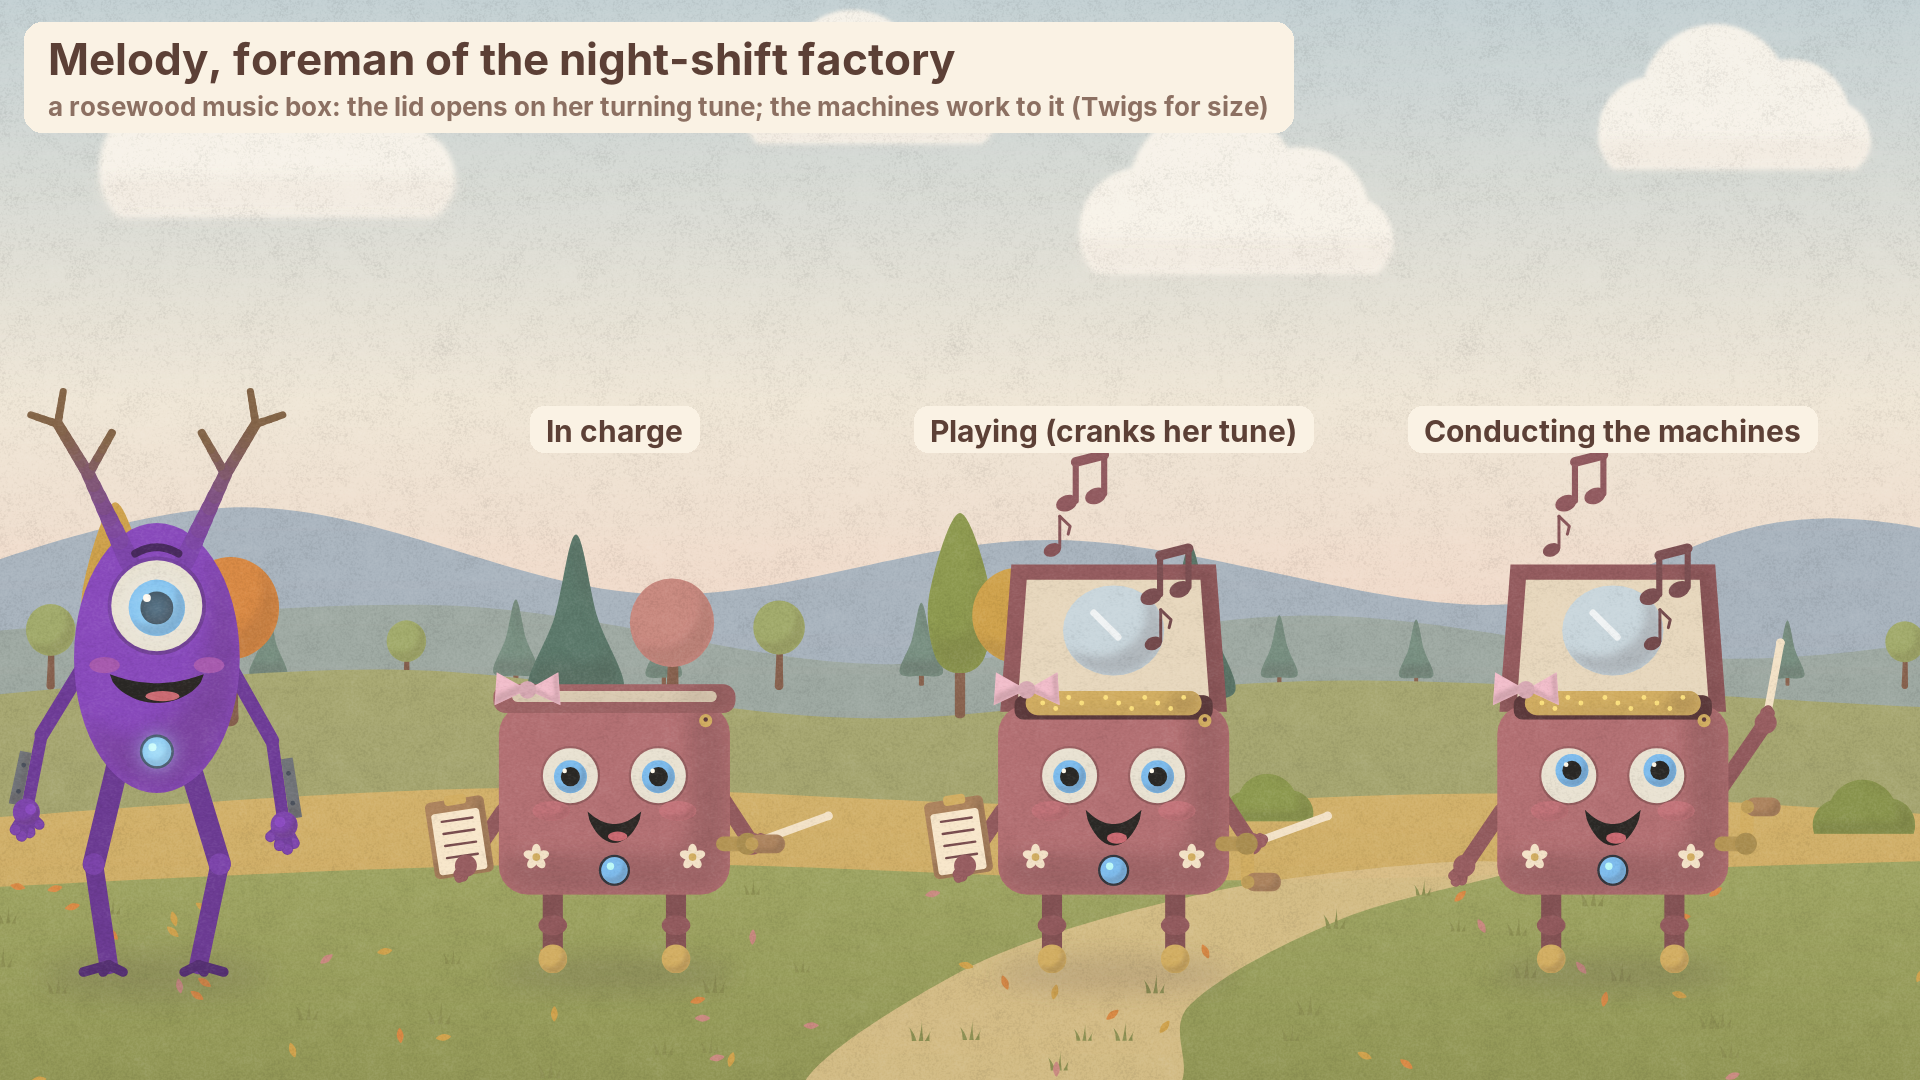 Melody, foreman of the night-shift factory
a rosewood music box: the lid opens on her turning tune; the machines work to it (Twigs for size)
In charge
Playing (cranks her tune)
Conducting the machines